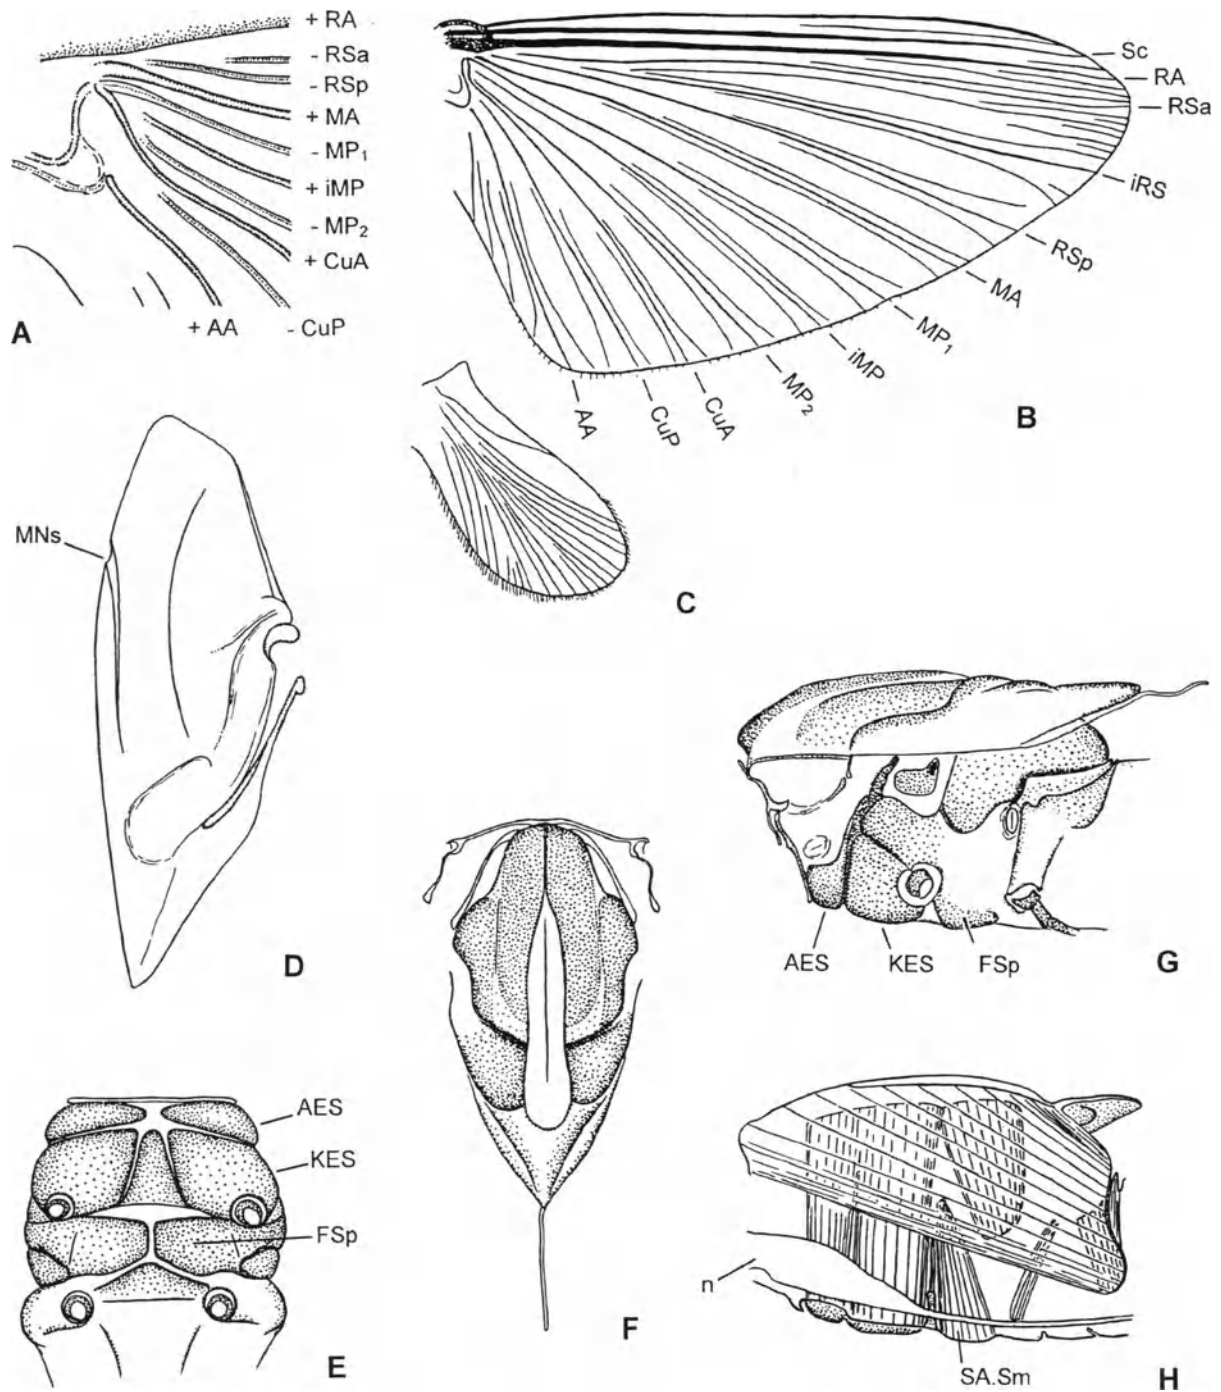 + RA
- RSa
- RSp
+ MA
- MP1
+ iMP
- MP2
+ CuA
- CuP
+ AA
A
Sc
RA
RSa
iRS
RSp
MA
MP1
iMP
MP2
CuA
CuP
AA
B
C
MNs
D
AES
KES
FSp
E
F
AES
KES
FSp
G
n
SA.Sm
H